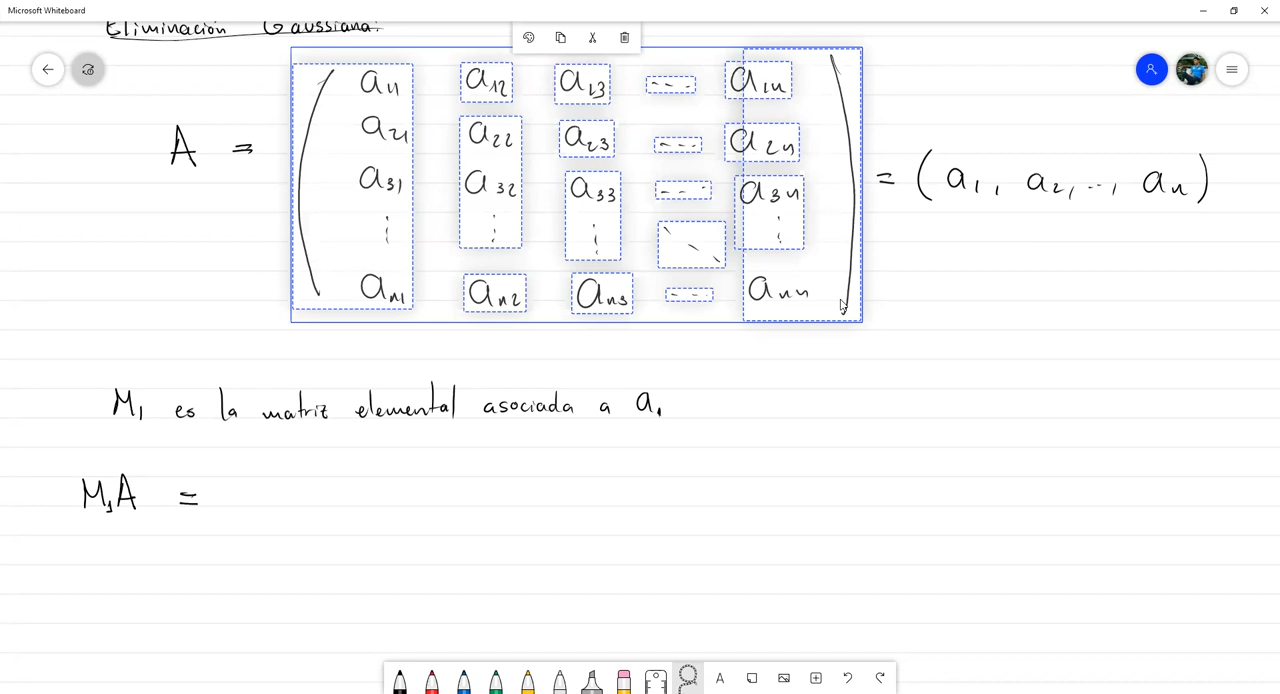 Microsoft Whiteboard
Eliminación Gaussiana:
a11 a12 a13 --- a1n
a21 a22 a23 --- a2n
A = a31 a32 a33 --- a3n = (a1, a2, ..., an)
⋮ ⋮ ⋮ ⋱ ⋮
an1 an2 an3 --- ann
M1 es la matriz elemental asociada a a1
M1A =
A